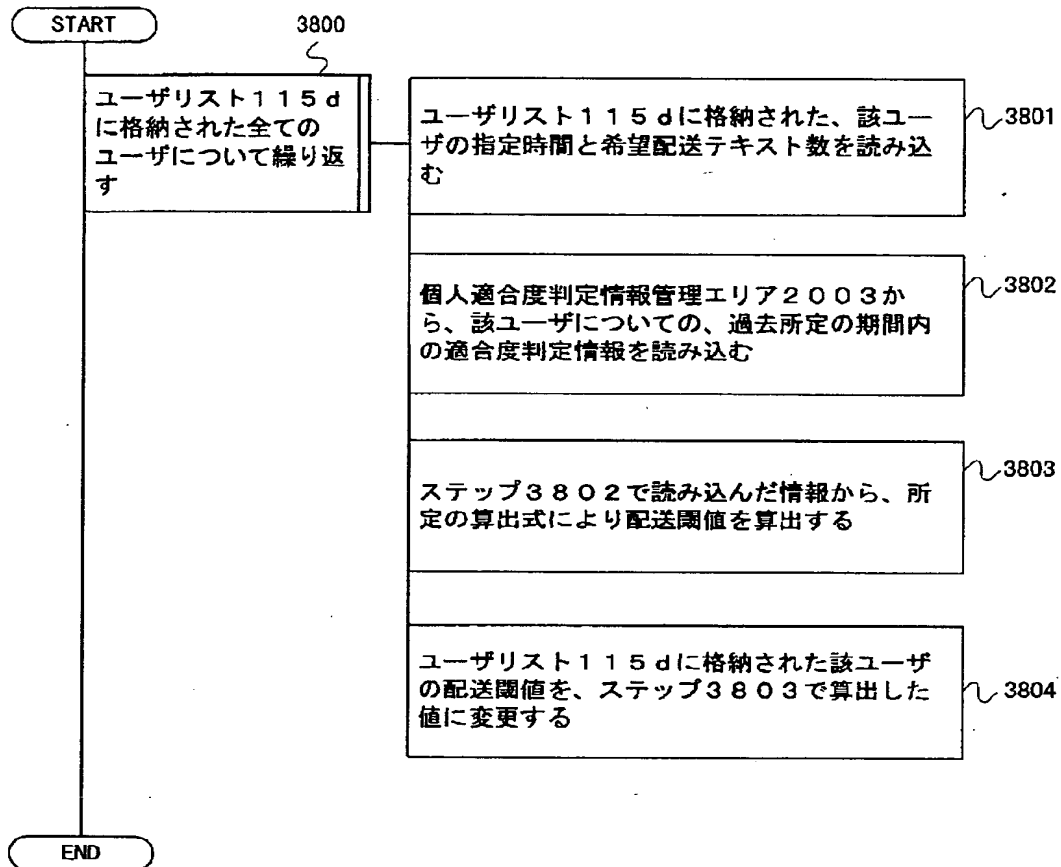 START
3800
ユーザリスト１１５ｄ
に格納された全ての
ユーザについて繰り返
す
ユーザリスト１１５ｄに格納された、該ユー
ザの指定時間と希望配送テキスト数を読み込
む
3801
個人適合度判定情報管理エリア２００３か
ら、該ユーザについての、過去所定の期間内
の適合度判定情報を読み込む
3802
ステップ３８０２で読み込んだ情報から、所
定の算出式により配送閾値を算出する
3803
ユーザリスト１１５ｄに格納された該ユーザ
の配送閾値を、ステップ３８０３で算出した
値に変更する
3804
END